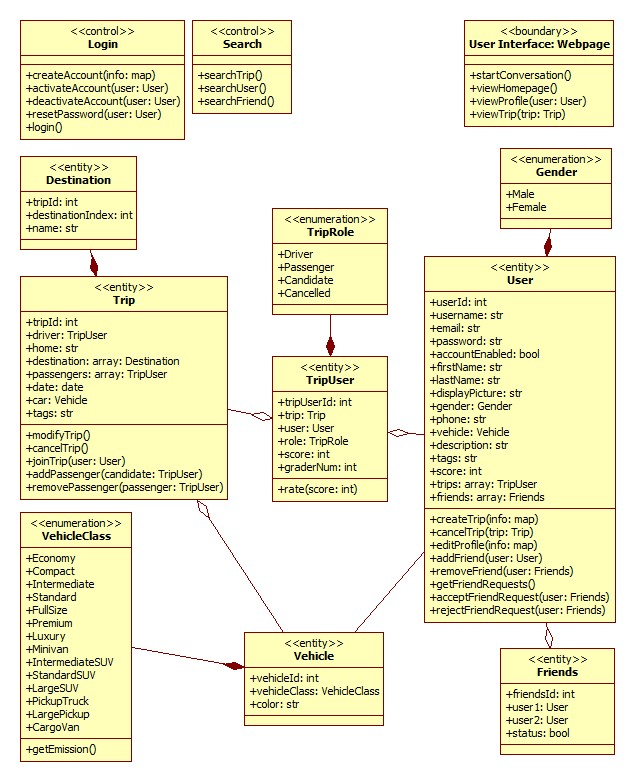 <<control>>
Login
+createAccount(info: map)
+activateAccount(user: User)
+deactivateAccount(user: User)
+resetPassword(user: User)
+login()
<<control>>
Search
+searchTrip()
+searchUser()
+searchFriend()
<<boundary>>
User Interface: Webpage
+startConversation()
+viewHomepage()
+viewProfile(user: User)
+viewTrip(trip: Trip)
<<entity>>
Destination
+tripId: int
+destinationIndex: int
+name: str
<<enumeration>>
Gender
+Male
+Female
<<enumeration>>
TripRole
+Driver
+Passenger
+Candidate
+Cancelled
<<entity>>
Trip
+tripId: int
+driver: TripUser
+home: str
+destination: array: Destination
+passengers: array: TripUser
+date: date
+car: Vehicle
+tags: str
+modifyTrip()
+cancelTrip()
+joinTrip(user: User)
+addPassenger(candidate: TripUser)
+removePassenger(passenger: TripUser)
<<entity>>
TripUser
+tripUserId: int
+trip: Trip
+user: User
+role: TripRole
+score: int
+graderNum: int
+rate(score: int)
<<entity>>
User
+userId: int
+username: str
+email: str
+password: str
+accountEnabled: bool
+firstName: str
+lastName: str
+displayPicture: str
+gender: Gender
+phone: str
+vehicle: Vehicle
+description: str
+tags: str
+score: int
+trips: array: TripUser
+friends: array: Friends
+createTrip(info: map)
+cancelTrip(trip: Trip)
+editProfile(info: map)
+addFriend(user: User)
+removeFriend(user: Friends)
+getFriendRequests()
+acceptFriendRequest(user: Friends)
+rejectFriendRequest(user: Friends)
<<enumeration>>
VehicleClass
+Economy
+Compact
+Intermediate
+Standard
+FullSize
+Premium
+Luxury
+Minivan
+IntermediateSUV
+StandardSUV
+LargeSUV
+PickupTruck
+LargePickup
+CargoVan
+getEmission()
<<entity>>
Vehicle
+vehicleId: int
+vehicleClass: VehicleClass
+color: str
<<entity>>
Friends
+friendsId: int
+user1: User
+user2: User
+status: bool